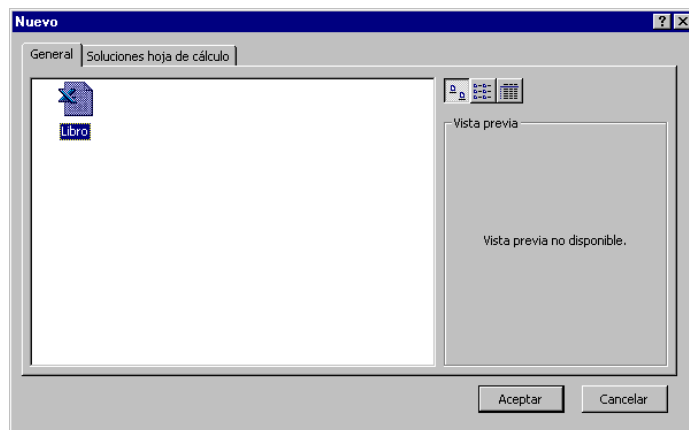 Nuevo
General
Soluciones hoja de cálculo
Libro
Vista previa
Vista previa no disponible.
Aceptar
Cancelar